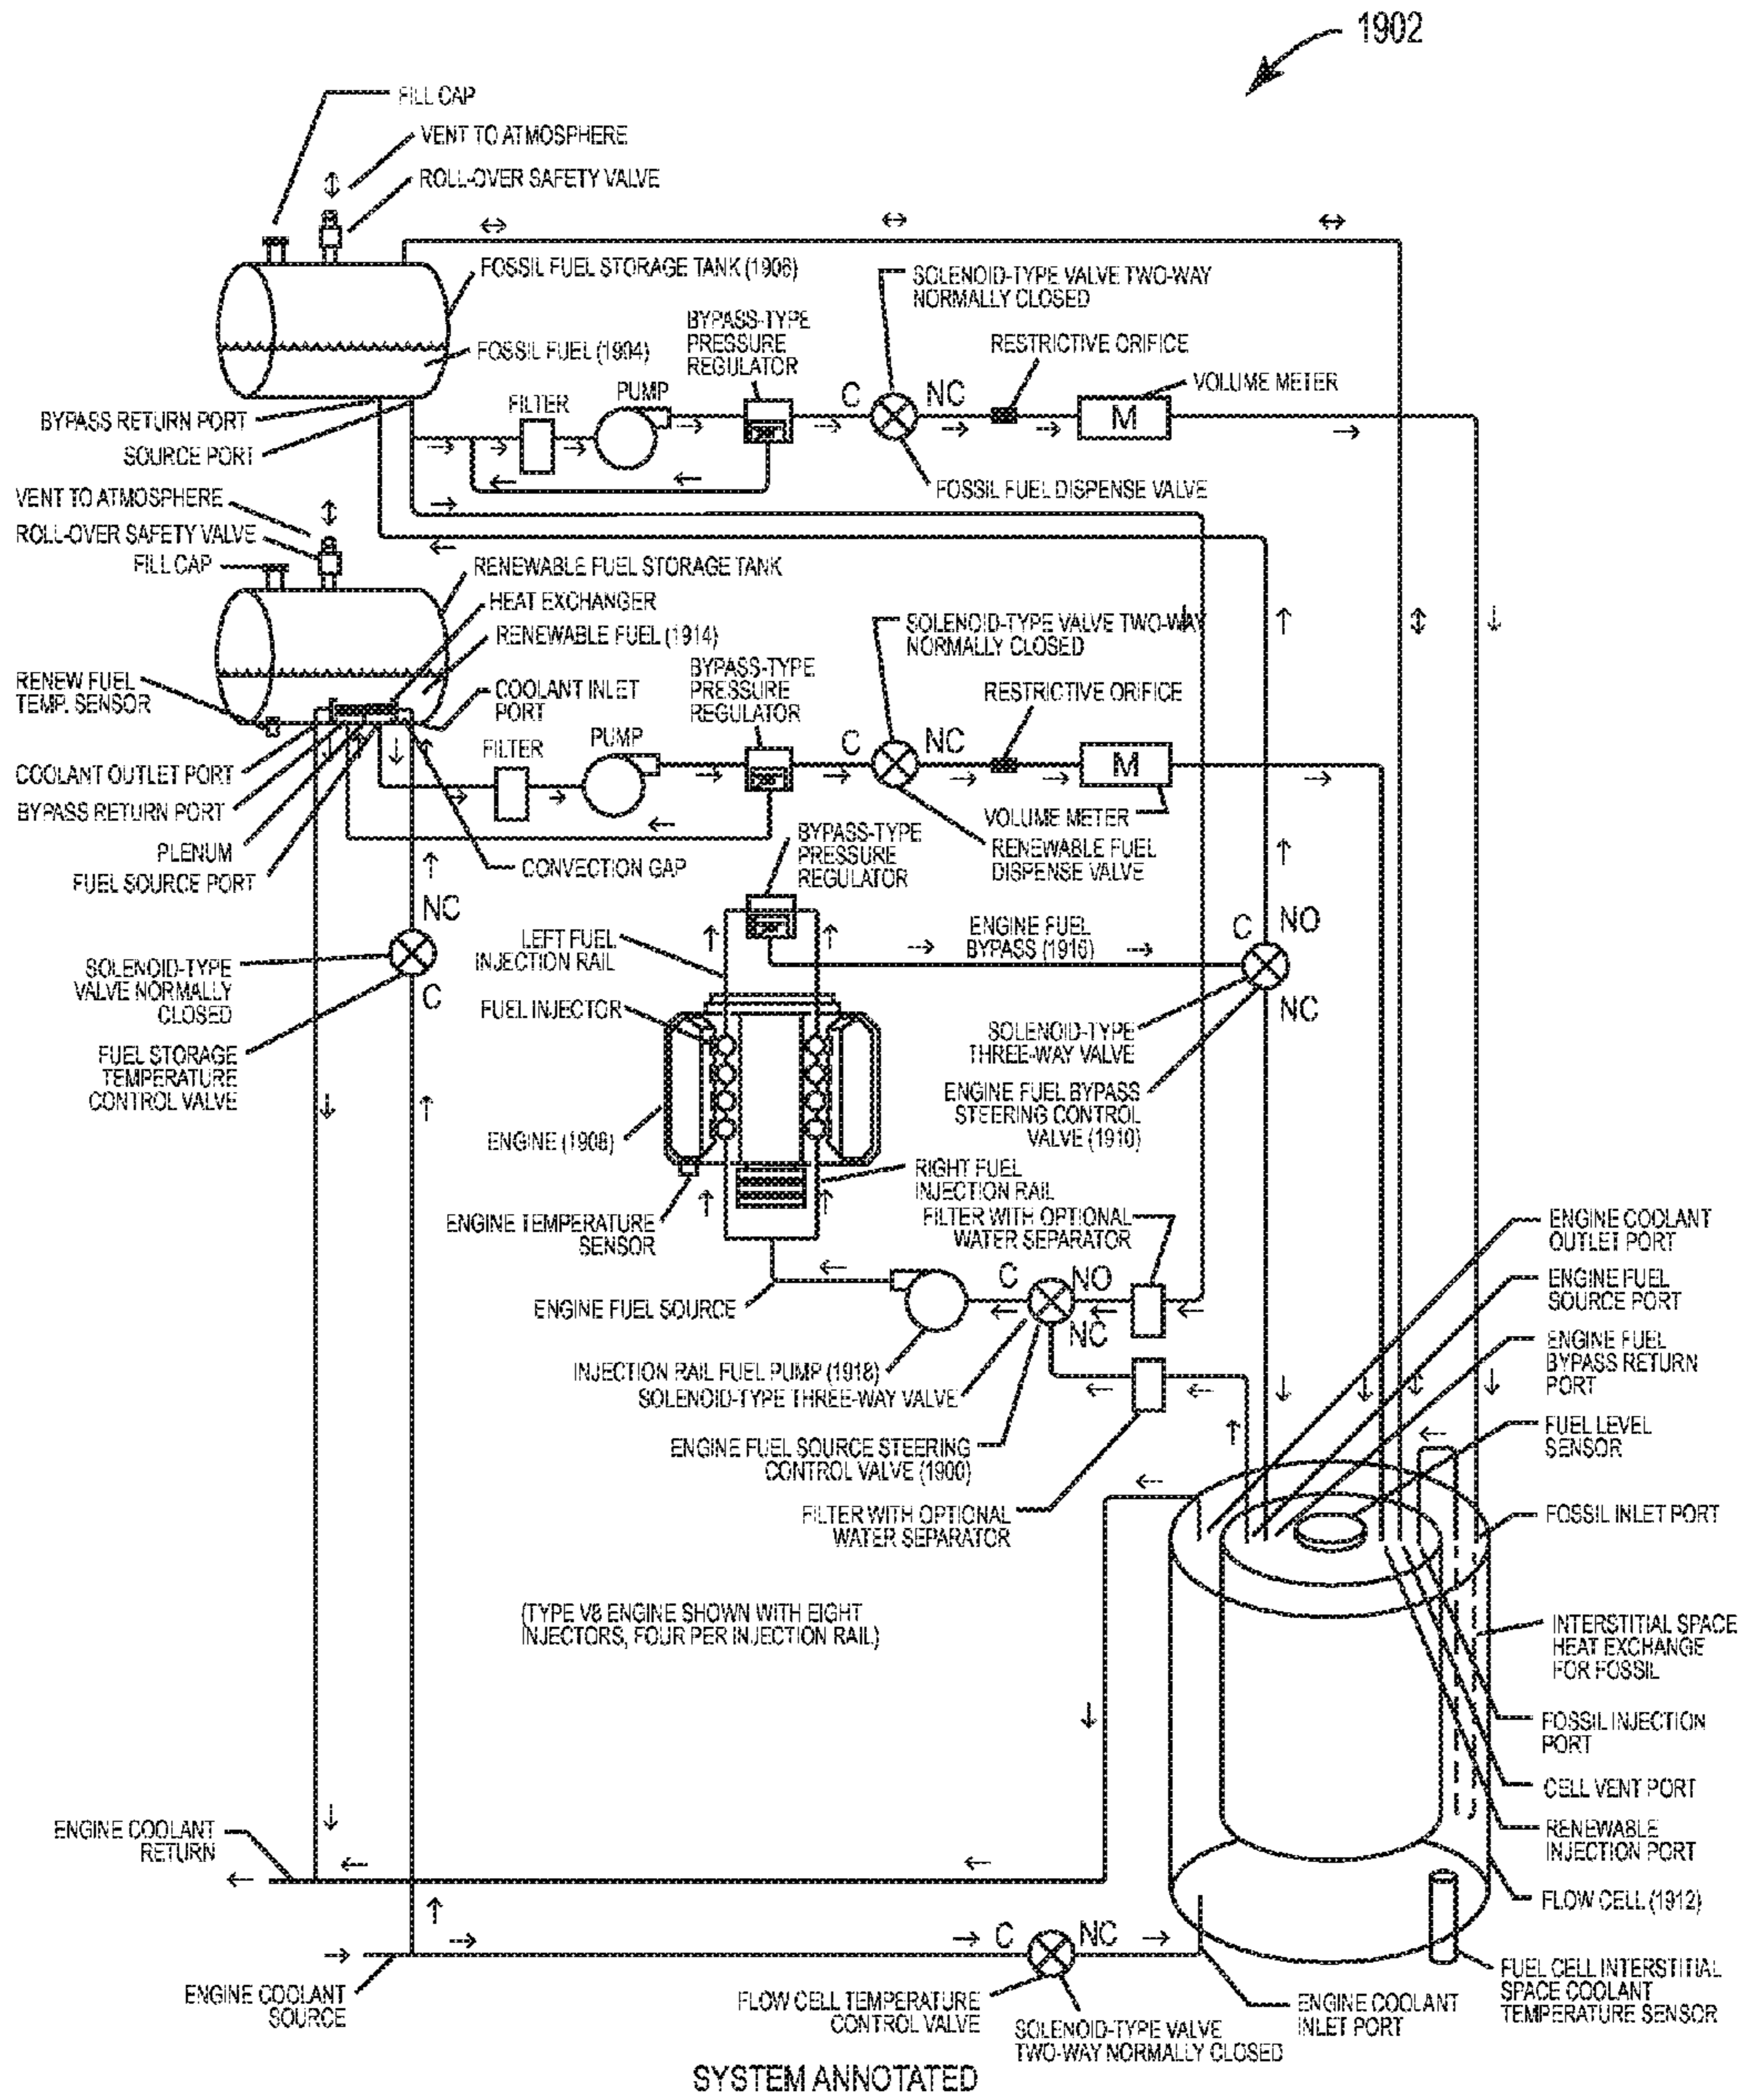 1902
FILL CAP
VENT TO ATMOSPHERE
ROLL-OVER SAFETY VALVE
FOSSIL FUEL STORAGE TANK (1906)
SOLENOID-TYPE VALVE TWO-WAY
NORMALLY CLOSED
BYPASS-TYPE
PRESSURE
REGULATOR
RESTRICTIVE ORIFICE
FOSSIL FUEL (1904)
VOLUME METER
PUMP
C
NC
FILTER
M
BYPASS RETURN PORT
SOURCE PORT
FOSSIL FUEL DISPENSE VALVE
VENT TO ATMOSPHERE
ROLL-OVER SAFETY VALVE
FILL CAP
RENEWABLE FUEL STORAGE TANK
HEAT EXCHANGER
RENEWABLE FUEL (1914)
SOLENOID-TYPE VALVE TWO-WAY
NORMALLY CLOSED
BYPASS-TYPE
PRESSURE
REGULATOR
RENEW FUEL
TEMP. SENSOR
COOLANT INLET
PORT
RESTRICTIVE ORIFICE
FILTER
PUMP
C
NC
M
COOLANT OUTLET PORT
BYPASS RETURN PORT
PLENUM
FUEL SOURCE PORT
CONVECTION GAP
VOLUME METER
RENEWABLE FUEL
DISPENSE VALVE
BYPASS-TYPE
PRESSURE
REGULATOR
NC
C
LEFT FUEL
INJECTION RAIL
ENGINE FUEL
BYPASS (1916)
C
NO
NC
SOLENOID-TYPE
VALVE NORMALLY
CLOSED
FUEL INJECTOR
SOLENOID-TYPE
THREE-WAY VALVE
FUEL STORAGE
TEMPERATURE
CONTROL VALVE
ENGINE FUEL BYPASS
STEERING CONTROL
VALVE (1910)
ENGINE (1908)
RIGHT FUEL
INJECTION RAIL
ENGINE TEMPERATURE
SENSOR
FILTER WITH OPTIONAL
WATER SEPARATOR
ENGINE COOLANT
OUTLET PORT
C
NO
NC
ENGINE FUEL
SOURCE PORT
ENGINE FUEL SOURCE
ENGINE FUEL
BYPASS RETURN
PORT
INJECTION RAIL FUEL PUMP (1918)
SOLENOID-TYPE THREE-WAY VALVE
FUEL LEVEL
SENSOR
ENGINE FUEL SOURCE STEERING
CONTROL VALVE (1900)
FILTER WITH OPTIONAL
WATER SEPARATOR
FOSSIL INLET PORT
(TYPE V8 ENGINE SHOWN WITH EIGHT
INJECTORS, FOUR PER INJECTION RAIL)
INTERSTITIAL SPACE
HEAT EXCHANGE
FOR FOSSIL
FOSSIL INJECTION
PORT
CELL VENT PORT
ENGINE COOLANT
RETURN
RENEWABLE
INJECTION PORT
FLOW CELL (1912)
C
NC
ENGINE COOLANT
SOURCE
FLOW CELL TEMPERATURE
CONTROL VALVE
SOLENOID-TYPE VALVE
TWO-WAY NORMALLY CLOSED
ENGINE COOLANT
INLET PORT
FUEL CELL INTERSTITIAL
SPACE COOLANT
TEMPERATURE SENSOR
SYSTEM ANNOTATED